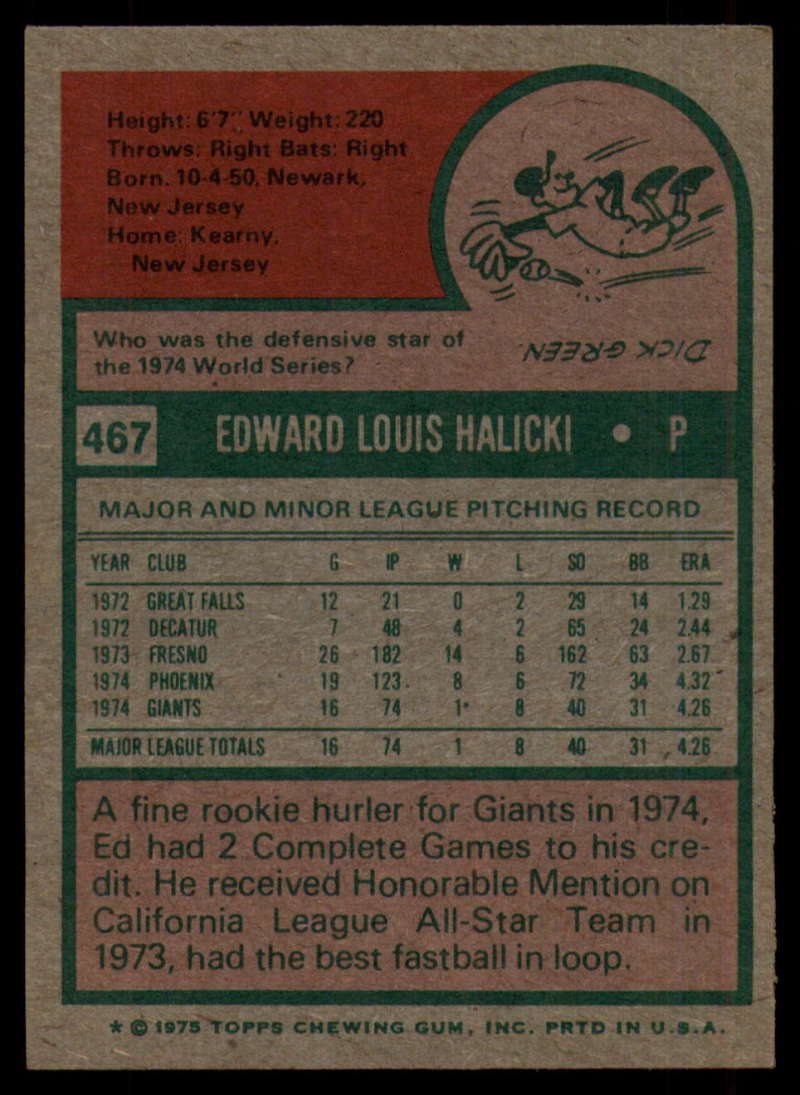 Height: 6'7" Weight: 220
Throws: Right Bats: Right
Born. 10-4-50, Newark,
New Jersey
Home: Kearny,
New Jersey
Who was the defensive star of
the 1974 World Series?
DICK GREEN
467 EDWARD LOUIS HALICKI • P
MAJOR AND MINOR LEAGUE PITCHING RECORD
YEAR CLUB G IP W L SO BB ERA
1972 GREAT FALLS 12 21 0 2 29 14 1.29
1972 DECATUR 7 48 4 2 65 24 2.44
1973 FRESNO 26 182 14 6 162 63 2.67
1974 PHOENIX 19 123 8 6 72 34 4.32
1974 GIANTS 16 74 1 8 40 31 4.26
MAJOR LEAGUE TOTALS 16 74 1 8 40 31 4.26
A fine rookie hurler for Giants in 1974,
Ed had 2 Complete Games to his cre-
dit. He received Honorable Mention on
California League All-Star Team in
1973, had the best fastball in loop.
* © 1975 TOPPS CHEWING GUM, INC. PRTD IN U.S.A.